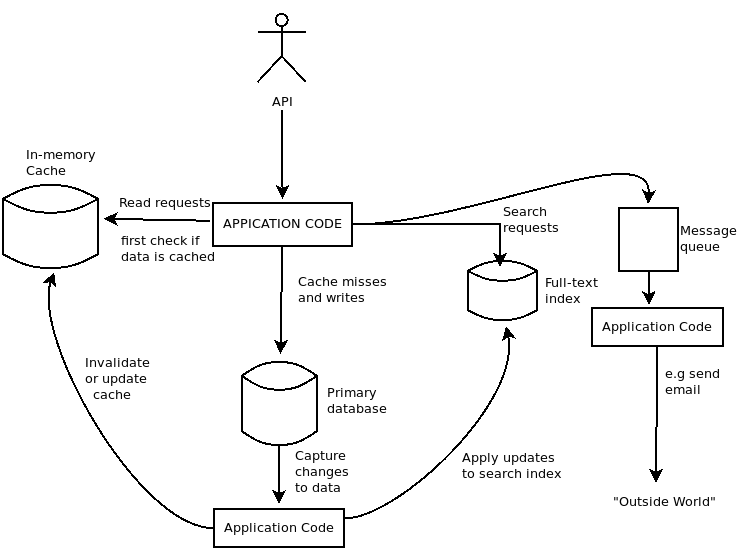 API
In-memory
Cache
Read requests
APPICATION CODE
first check if
data is cached
Search
requests
Message
queue
Cache misses
and writes
Full-text
index
Application Code
Invalidate
or update
cache
Primary
database
e.g send
email
Capture
changes
to data
Apply updates
to search index
"Outside World"
Application Code